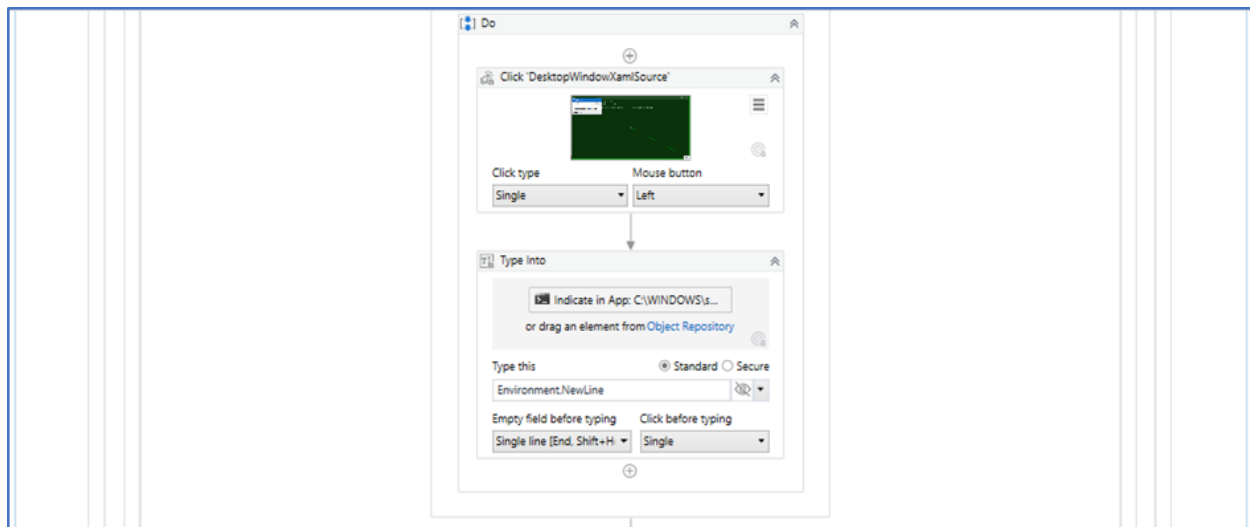 Do
Click 'DesktopWindowXamlSource'
Click type Mouse button
Single Left
Type Into
Indicate in App: C:\WINDOWS\s...
or drag an element from Object Repository
Type this Standard Secure
Environment.NewLine
Empty field before typing Click before typing
Single line [End, Shift+H Single